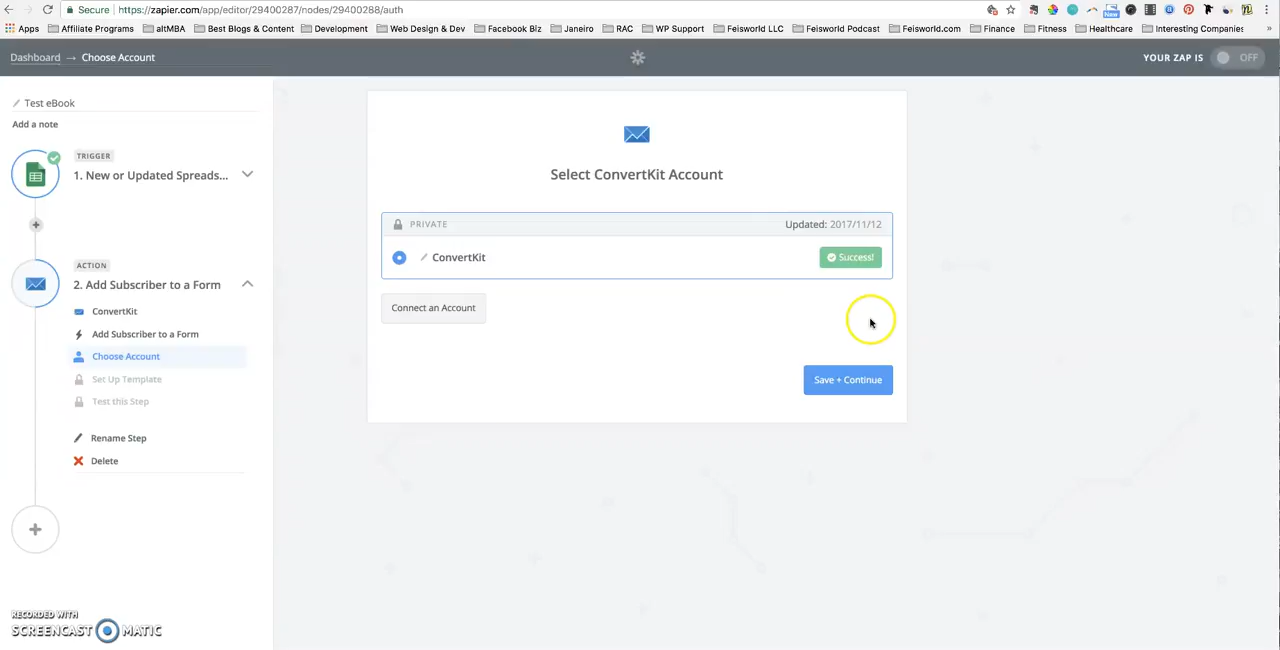 Secure https://zapier.com/app/editor/29400287/nodes/29400288/auth
New
Apps Affiliate Programs altMBA Best Blogs & Content Development Web Design & Dev Facebook Biz Janeiro RAC WP Support Feisworld LLC Feisworld Podcast Feisworld.com Finance Fitness Healthcare Interesting Companies »
Dashboard → Choose Account
YOUR ZAP IS OFF
Test eBook
Add a note
TRIGGER
1. New or Updated Spreads...
ACTION
2. Add Subscriber to a Form
ConvertKit
Add Subscriber to a Form
Choose Account
Set Up Template
Test this Step
Rename Step
Delete
Select ConvertKit Account
PRIVATE Updated: 2017/11/12
ConvertKit Success!
Connect an Account
Save + Continue
RECORDED WITH
SCREENCAST MATIC